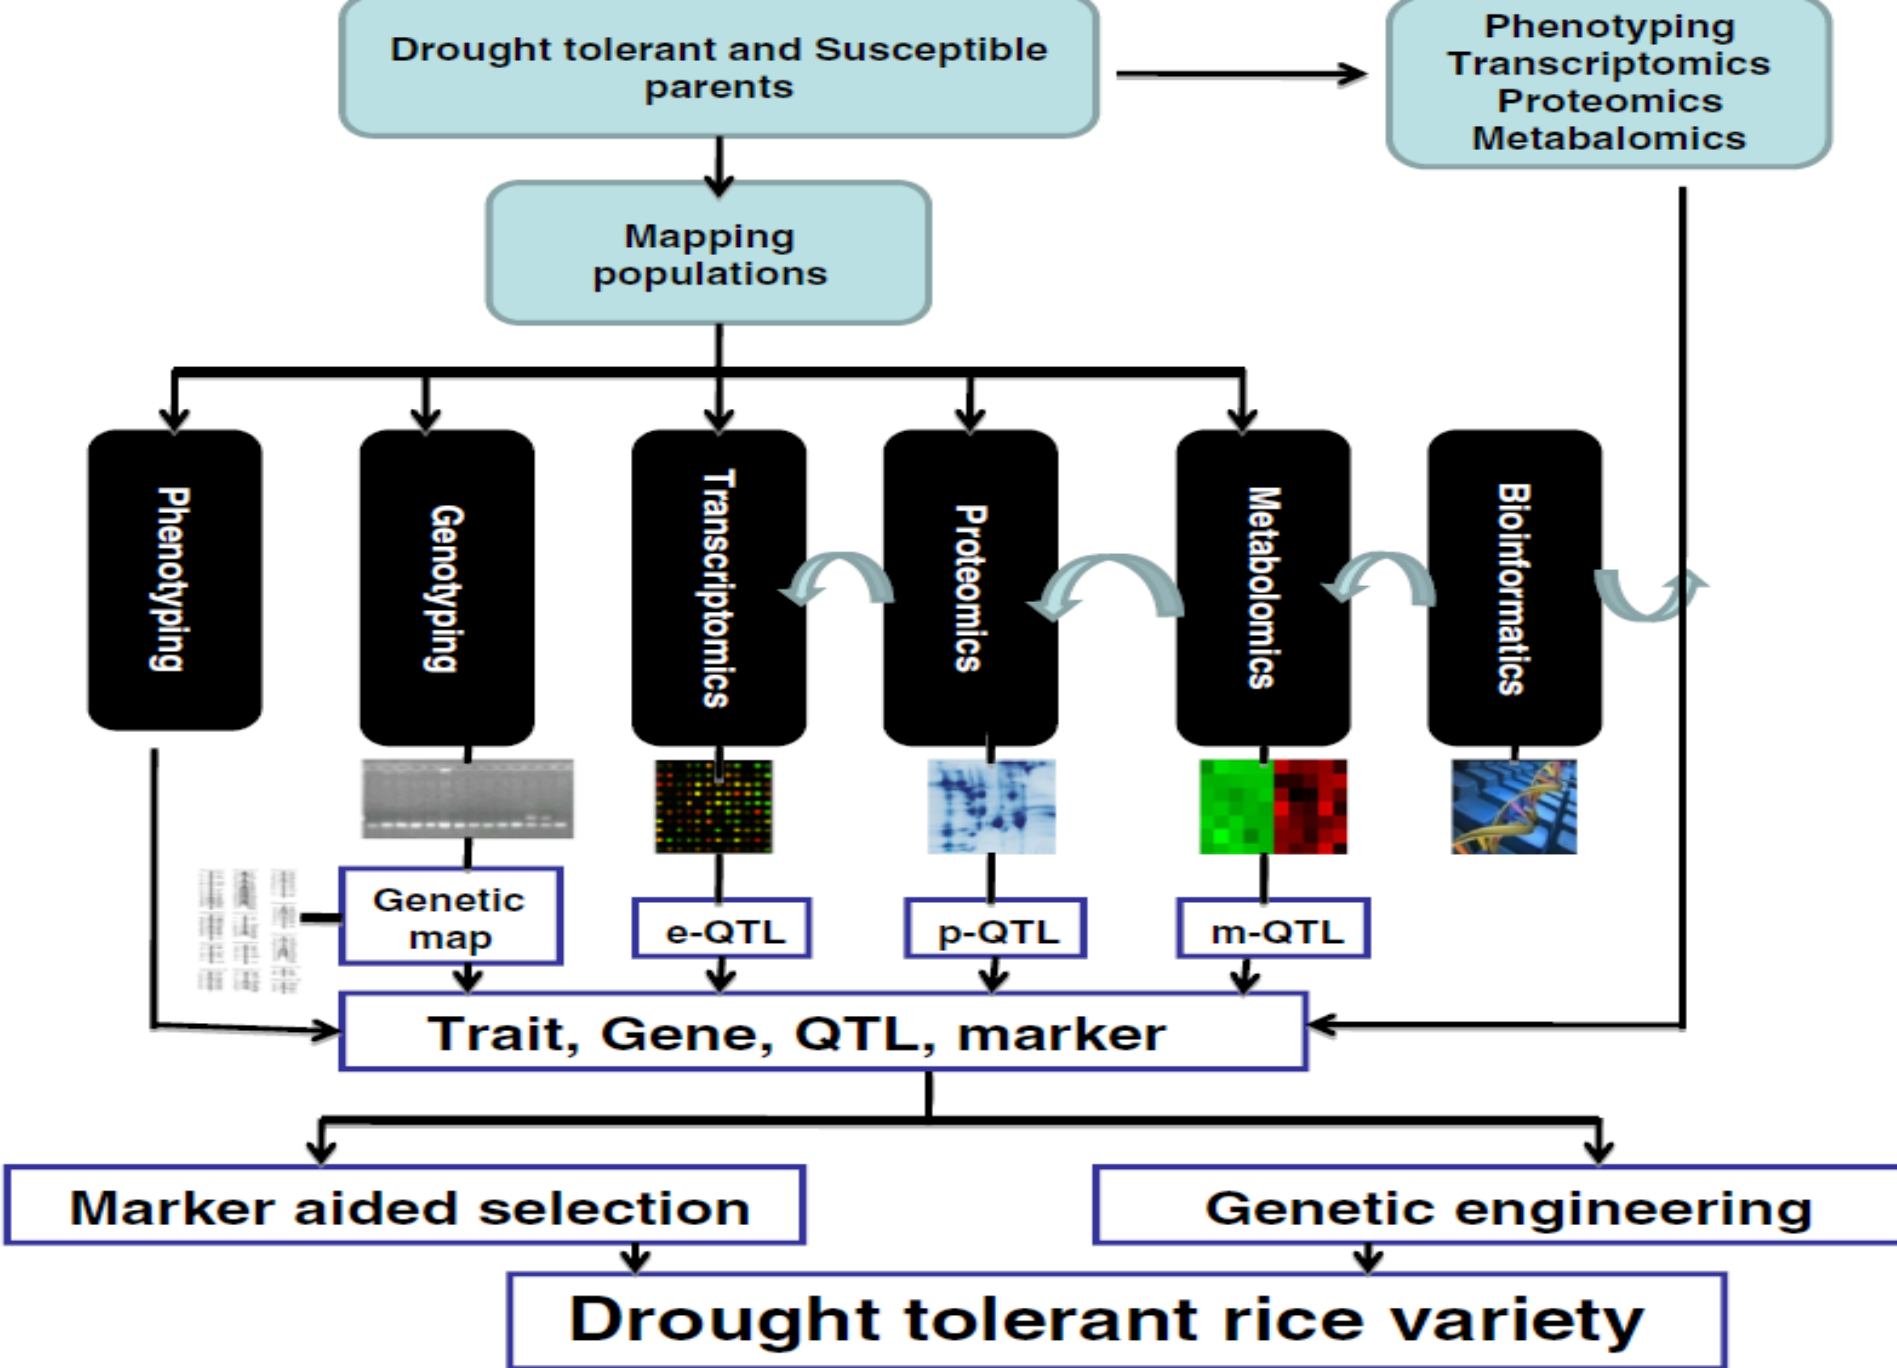 Drought tolerant and Susceptible
parents
Phenotyping
Transcriptomics
Proteomics
Metabalomics
Mapping
populations
Phenotyping
Genotyping
Transcriptomics
Proteomics
Metabolomics
Bioinformatics
Genetic
map
e-QTL
p-QTL
m-QTL
Trait, Gene, QTL, marker
Marker aided selection
Genetic engineering
Drought tolerant rice variety